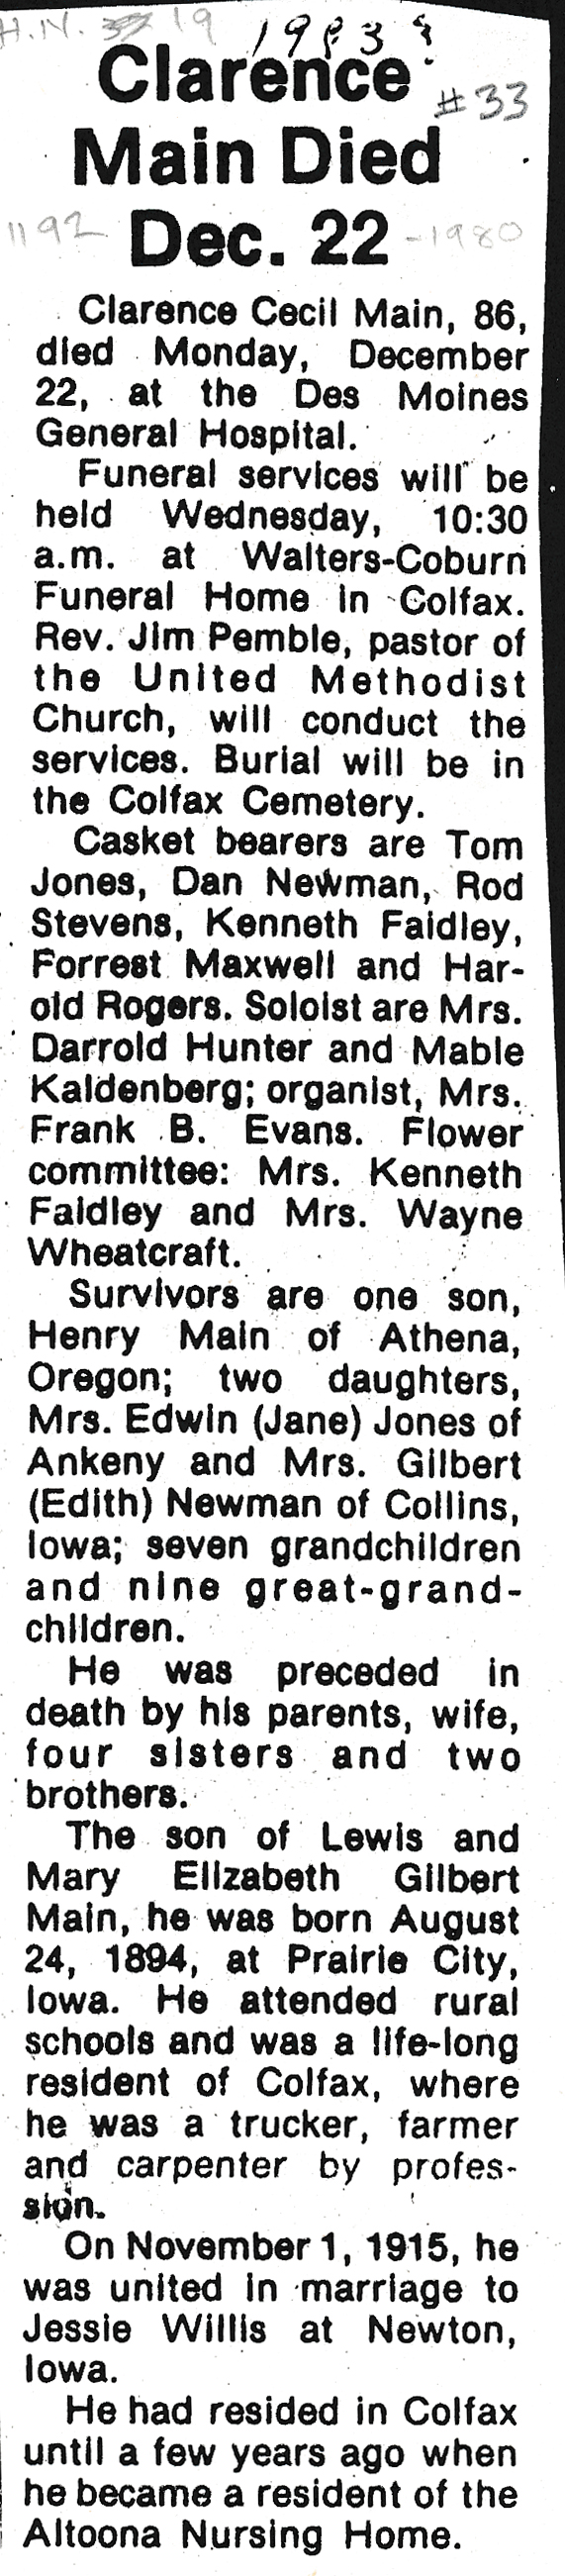 H.N. 19 1983?
Clarence
#33
Main Died
1192 Dec. 22 -1980
Clarence Cecil Main, 86,
died Monday, December
22, at the Des Moines
General Hospital.
Funeral services will be
held Wednesday, 10:30
a.m. at Walters-Coburn
Funeral Home in Colfax.
Rev. Jim Pemble, pastor of
the United Methodist
Church, will conduct the
services. Burial will be in
the Colfax Cemetery.
Casket bearers are Tom
Jones, Dan Newman, Rod
Stevens, Kenneth Faidley,
Forrest Maxwell and Har-
old Rogers. Soloist are Mrs.
Darrold Hunter and Mable
Kaldenberg; organist, Mrs.
Frank B. Evans. Flower
committee: Mrs. Kenneth
Faidley and Mrs. Wayne
Wheatcraft.
Survivors are one son,
Henry Main of Athena,
Oregon; two daughters,
Mrs. Edwin (Jane) Jones of
Ankeny and Mrs. Gilbert
(Edith) Newman of Collins,
Iowa; seven grandchildren
and nine great-grand-
children.
He was preceded in
death by his parents, wife,
four sisters and two
brothers.
The son of Lewis and
Mary Elizabeth Gilbert
Main, he was born August
24, 1894, at Prairie City,
Iowa. He attended rural
schools and was a life-long
resident of Colfax, where
he was a trucker, farmer
and carpenter by profes-
sion.
On November 1, 1915, he
was united in marriage to
Jessie Willis at Newton,
Iowa.
He had resided in Colfax
until a few years ago when
he became a resident of the
Altoona Nursing Home.